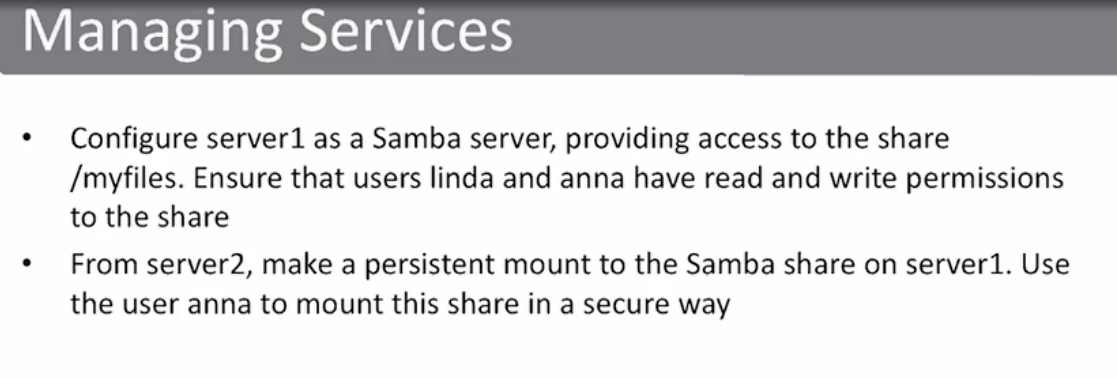 Managing Services
• Configure server1 as a Samba server, providing access to the share
/myfiles. Ensure that users linda and anna have read and write permissions
to the share
• From server2, make a persistent mount to the Samba share on server1. Use
the user anna to mount this share in a secure way